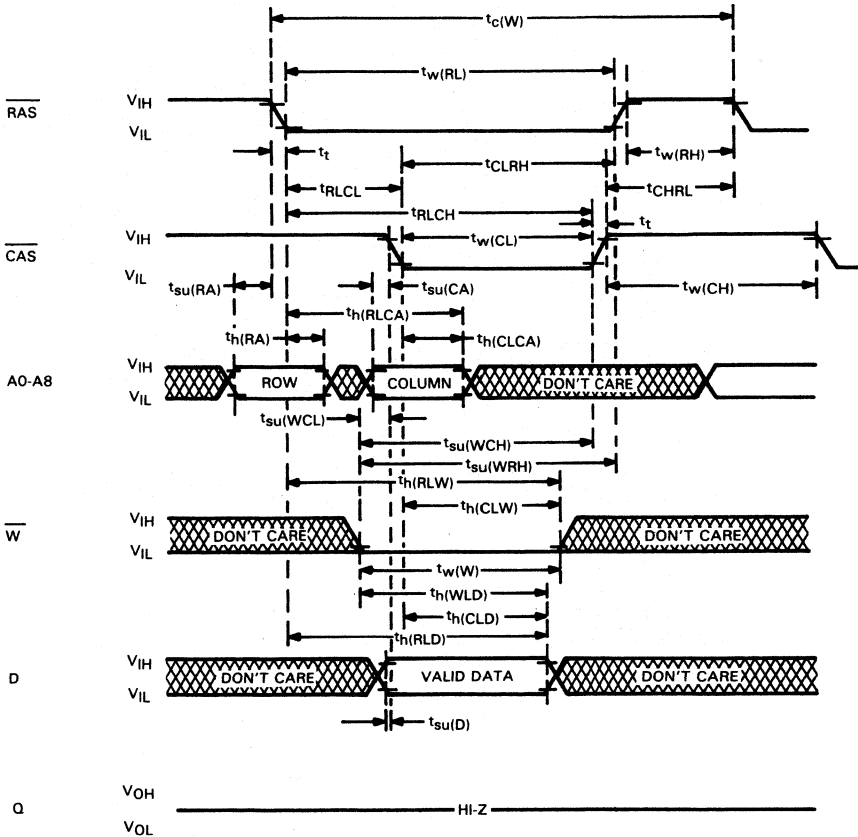 tc(W)
tw(RL)
RAS
VIH
VIL
tt
tCLRH
tw(RH)
tRLCL
tCHRL
tRLCH
tt
CAS
VIH
tw(CL)
VIL
tsu(RA)
tsu(CA)
tw(CH)
th(RLCA)
th(RA)
th(CLCA)
A0-A8
VIH
VIL
ROW
COLUMN
DON'T CARE
tsu(WCL)
tsu(WCH)
tsu(WRH)
th(RLW)
th(CLW)
W
VIH
VIL
DON'T CARE
DON'T CARE
tw(W)
th(WLD)
th(CLD)
th(RLD)
D
VIH
VIL
DON'T CARE
VALID DATA
DON'T CARE
tsu(D)
Q
VOH
HI-Z
VOL